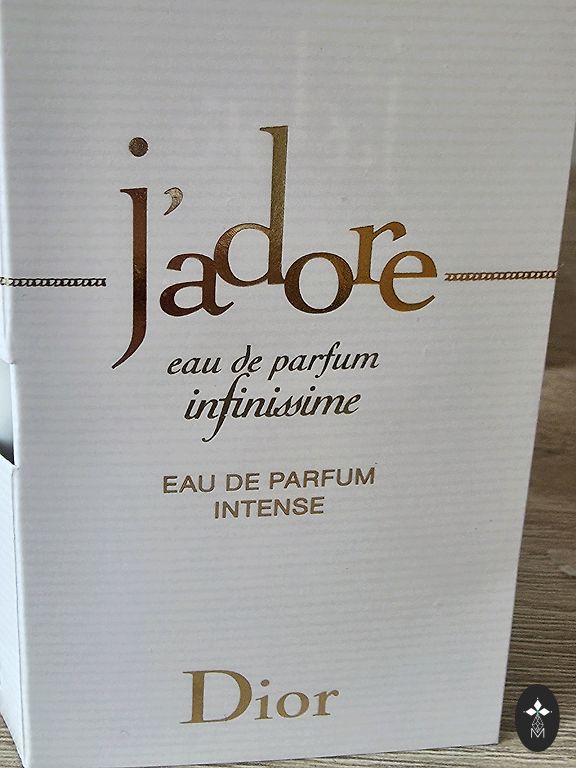 j'adore
eau de parfum
infinissime
EAU DE PARFUM
INTENSE
Dior
M